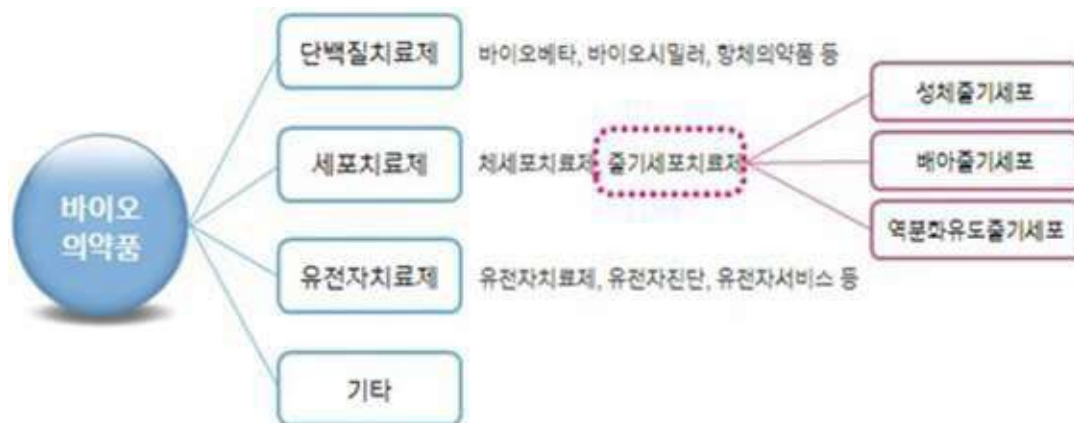 바이오
의약품
단백질치료제 바이오베타, 바이오시밀러, 항체의약품 등
세포치료제 체세포치료제 줄기세포치료제
성체줄기세포
배아줄기세포
역분화유도줄기세포
유전자치료제 유전자치료제, 유전자진단, 유전자서비스 등
기타